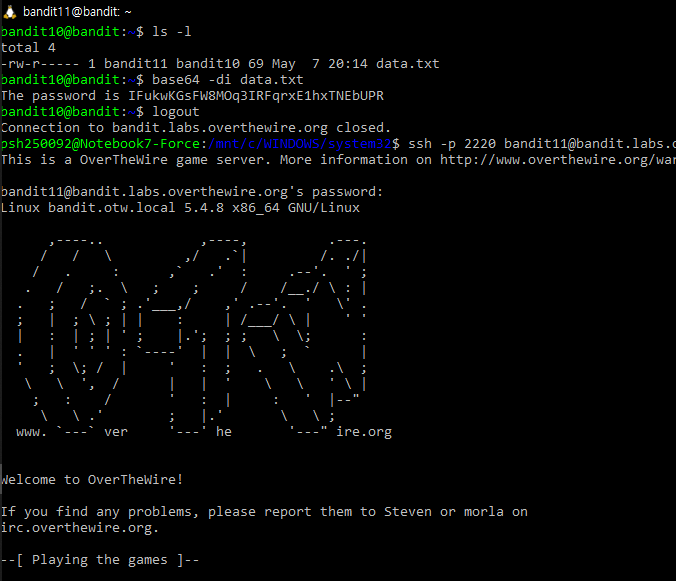 bandit11@bandit: ~
bandit10@bandit:~$ ls -l
total 4
-rw-r----- 1 bandit11 bandit10 69 May  7 20:14 data.txt
bandit10@bandit:~$ base64 -di data.txt
The password is IFukwKGsFW8MOq3IRFqrxE1hxTNEbUPR
bandit10@bandit:~$ logout
Connection to bandit.labs.overthewire.org closed.
psh250092@Notebook7-Force:/mnt/c/WINDOWS/system32$ ssh -p 2220 bandit11@bandit.labs.o
This is a OverTheWire game server. More information on http://www.overthewire.org/war
bandit11@bandit.labs.overthewire.org's password:
Linux bandit.otw.local 5.4.8 x86_64 GNU/Linux
www. `---` ver     '---' he       '---" ire.org
Welcome to OverTheWire!
If you find any problems, please report them to Steven or morla on
irc.overthewire.org.
--[ Playing the games ]--